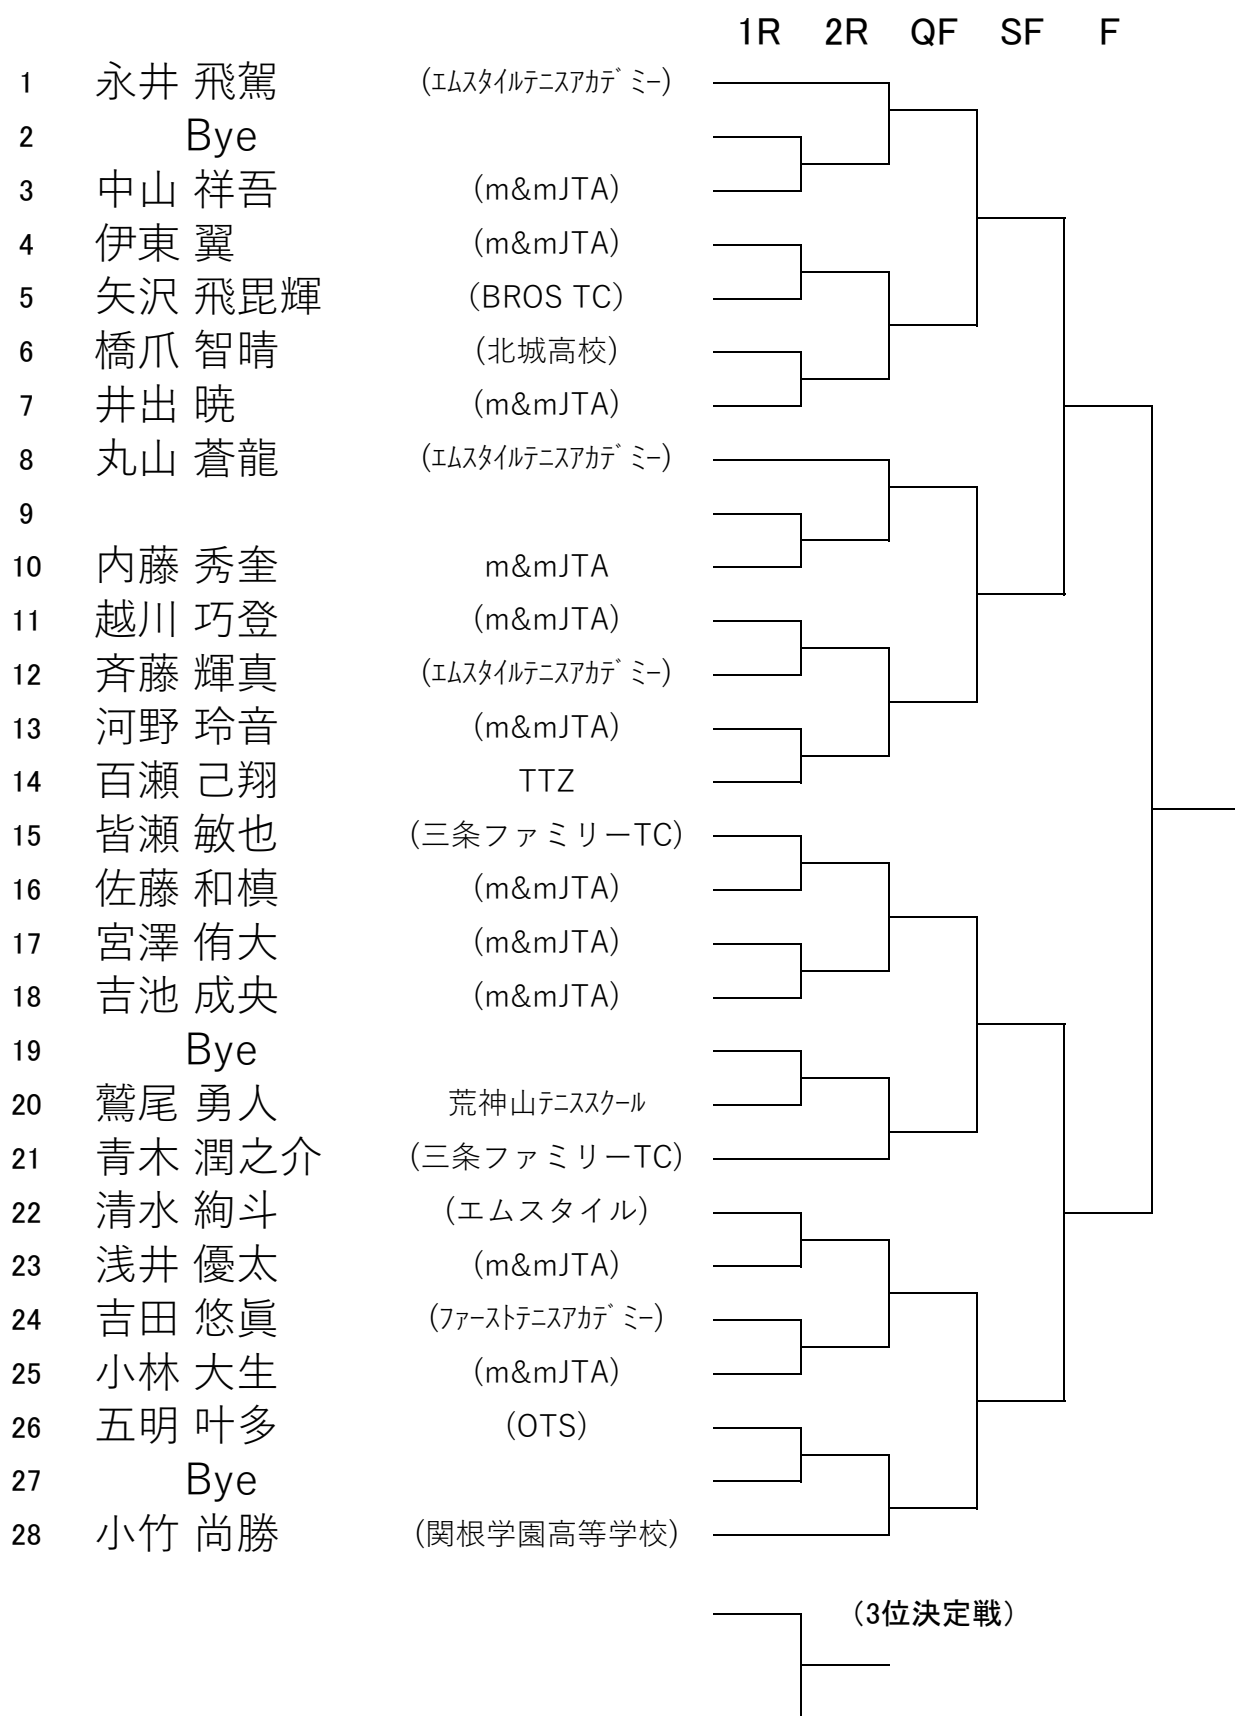 1R 2R QF SF F
1 永井 飛駕 (ｴﾑｽﾀｲﾙﾃﾆｽｱｶﾃﾞﾐｰ)
2 Bye
3 中山 祥吾 (m&mJTA)
4 伊東 翼 (m&mJTA)
5 矢沢 飛毘輝 (BROS TC)
6 橋爪 智晴 (北城高校)
7 井出 暁 (m&mJTA)
8 丸山 蒼龍 (ｴﾑｽﾀｲﾙﾃﾆｽｱｶﾃﾞﾐｰ)
9
10 内藤 秀奎 m&mJTA
11 越川 巧登 (m&mJTA)
12 斉藤 輝真 (ｴﾑｽﾀｲﾙﾃﾆｽｱｶﾃﾞﾐｰ)
13 河野 玲音 (m&mJTA)
14 百瀬 己翔 TTZ
15 皆瀬 敏也 (三条ファミリーTC)
16 佐藤 和槙 (m&mJTA)
17 宮澤 侑大 (m&mJTA)
18 吉池 成央 (m&mJTA)
19 Bye
20 鷲尾 勇人 荒神山ﾃﾆｽｽｸｰﾙ
21 青木 潤之介 (三条ファミリーTC)
22 清水 絢斗 (エムスタイル)
23 浅井 優太 (m&mJTA)
24 吉田 悠眞 (ﾌｧｰｽﾄﾃﾆｽｱｶﾃﾞﾐｰ)
25 小林 大生 (m&mJTA)
26 五明 叶多 (OTS)
27 Bye
28 小竹 尚勝 (関根学園高等学校)
（3位決定戦）